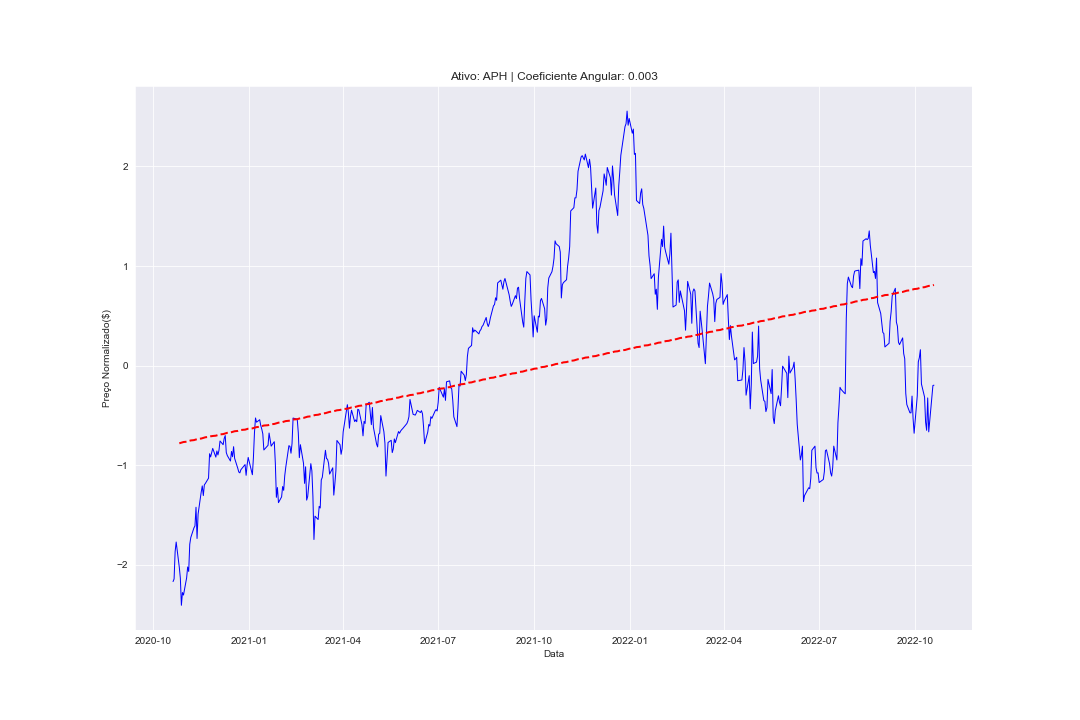 Ativo: APH | Coeficiente Angular: 0.003
Preço Normalizado($)
2
1
0
−1
−2
2020-10 2021-01 2021-04 2021-07 2021-10 2022-01 2022-04 2022-07 2022-10
Data